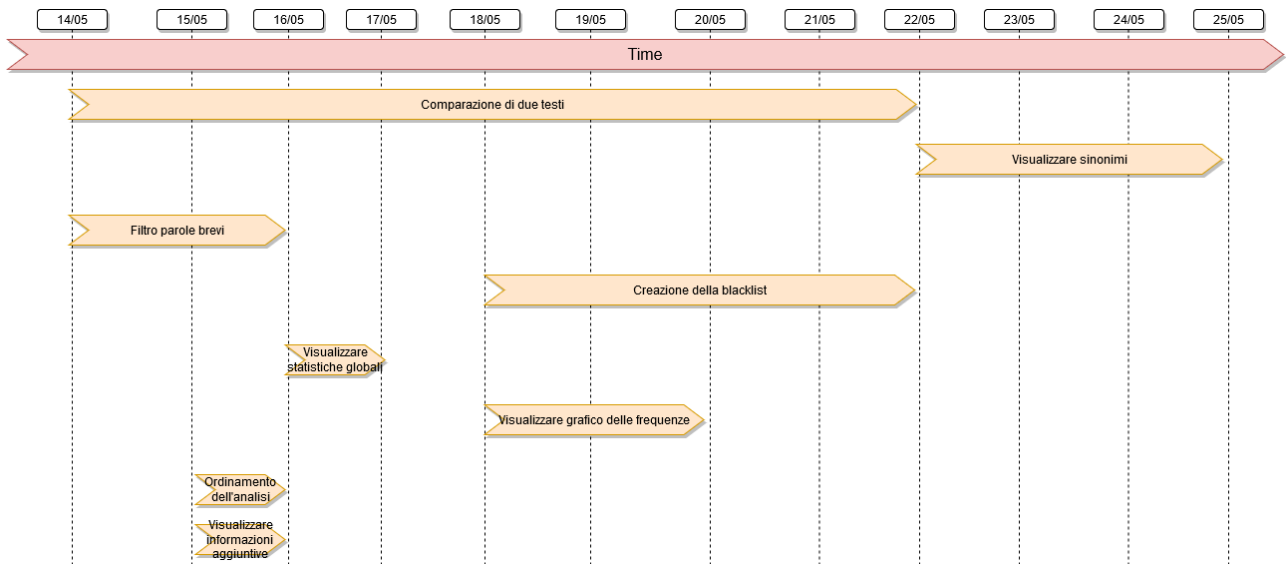 14/05 15/05 16/05 17/05 18/05 19/05 20/05 21/05 22/05 23/05 24/05 25/05
Time
Comparazione di due testi
Visualizzare sinonimi
Filtro parole brevi
Creazione della blacklist
Visualizzare
statistiche globali
Visualizzare grafico delle frequenze
Ordinamento
dell'analisi
Visualizzare
informazioni
aggiuntive